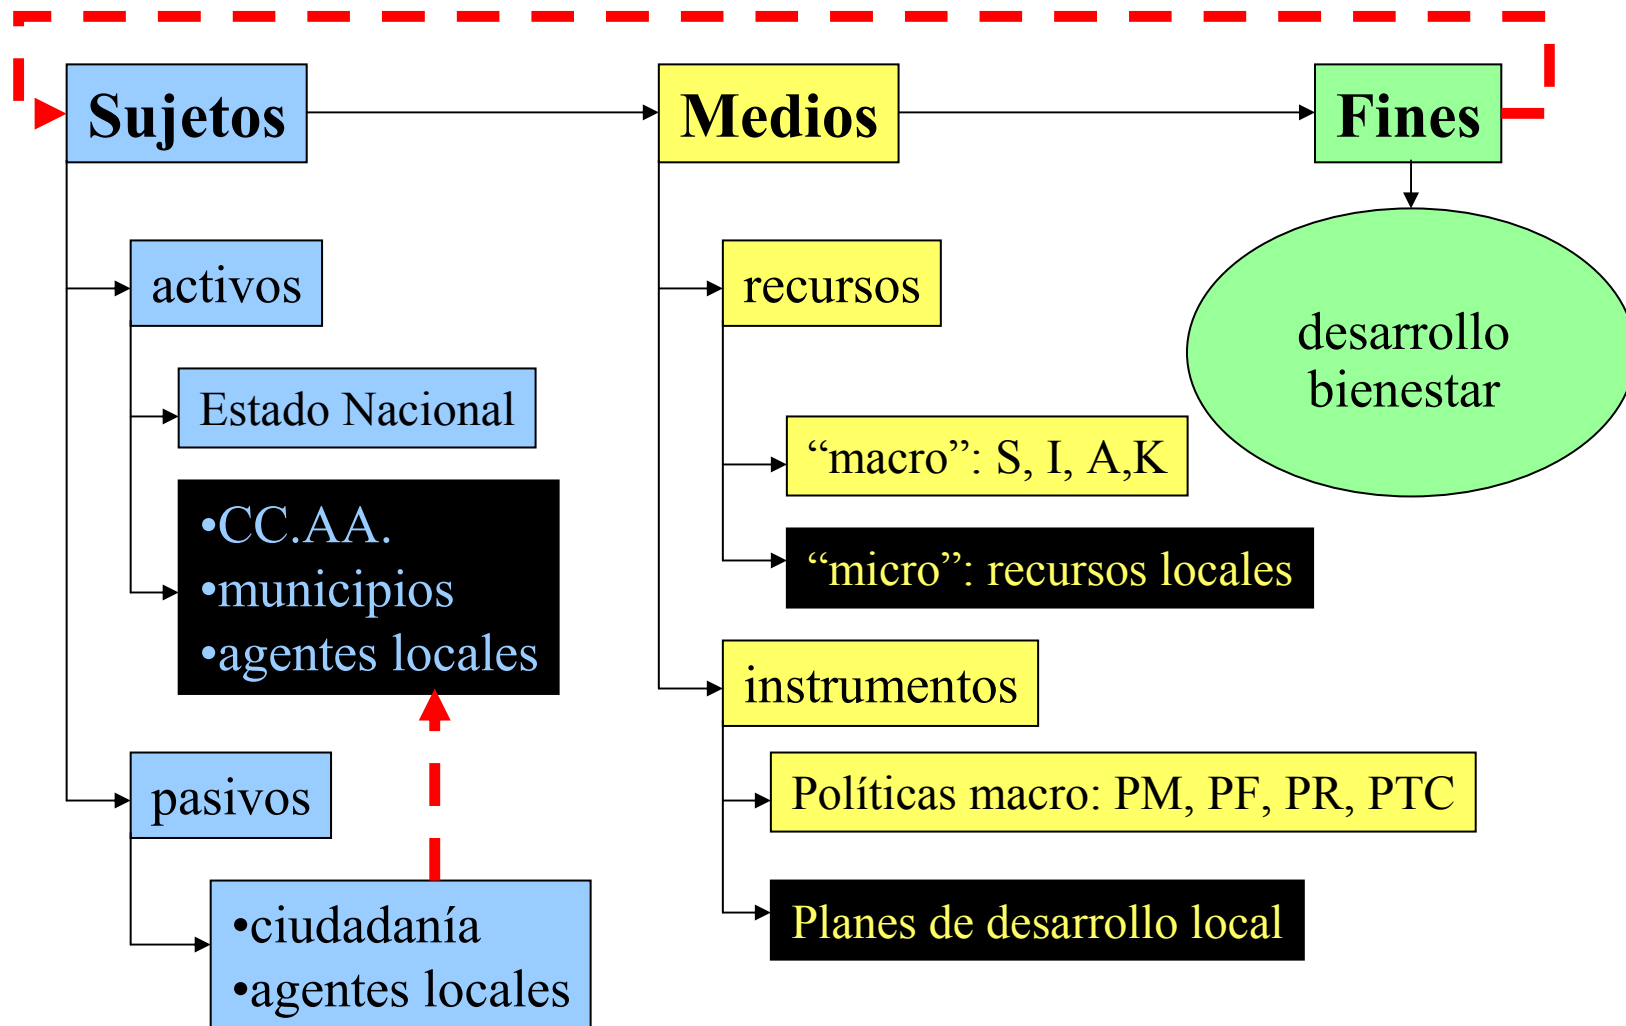 Sujetos
Medios
Fines
activos
Estado Nacional
•CC.AA.
•municipios
•agentes locales
pasivos
•ciudadanía
•agentes locales
recursos
“macro”: S, I, A,K
“micro”: recursos locales
instrumentos
Políticas macro: PM, PF, PR, PTC
Planes de desarrollo local
desarrollo
bienestar